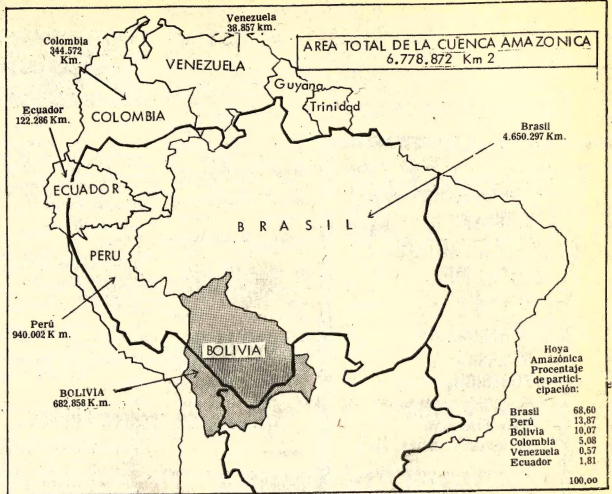 Venezuela
38.857 Km.
Colombia
344.572
Km.
AREA TOTAL DE LA CUENCA AMAZONICA
6.778.872 Km 2
VENEZUELA
Guyana
Trinidad
Ecuador
122.286 Km.
COLOMBIA
Brasil
4.650.297 Km.
ECUADOR
BRASIL
PERU
Perú
940.002 K m.
BOLIVIA
BOLIVIA
682.858 K.m.
Hoya
Amazónica
Procentaje
de partici-
cipación:
Brasil 68,60
Perú 13,87
Bolivia 10,07
Colombia 5,08
Venezuela 0,57
Ecuador 1,81
100,oo